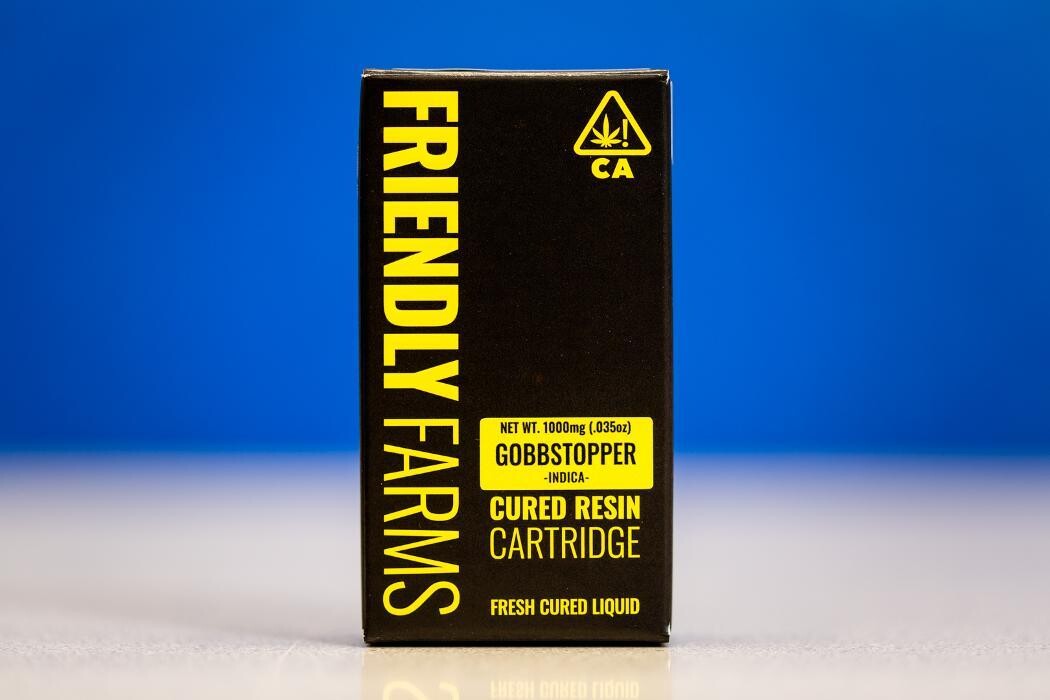 FRIENDLY FARMS
!
CA
NET WT. 1000mg (.035oz)
GOBBSTOPPER
-INDICA-
CURED RESIN
CARTRIDGE
FRESH CURED LIQUID